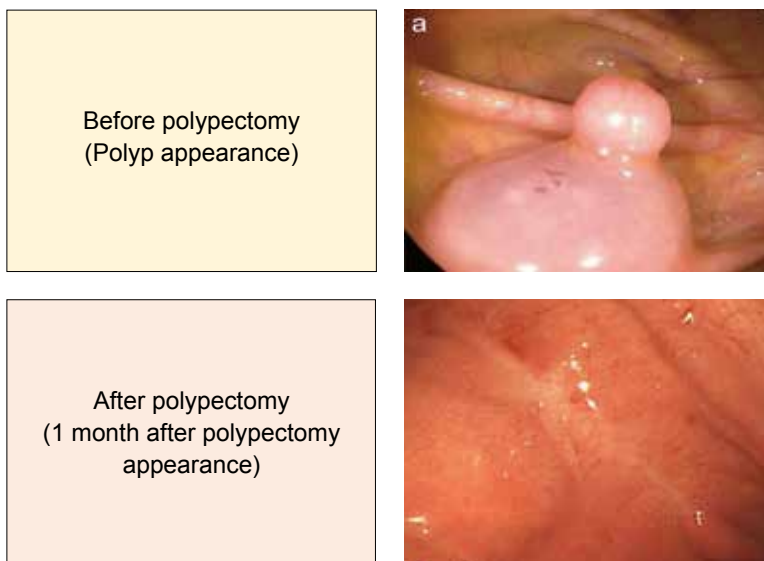 Before polypectomy
(Polyp appearance)
a
After polypectomy
(1 month after polypectomy
appearance)